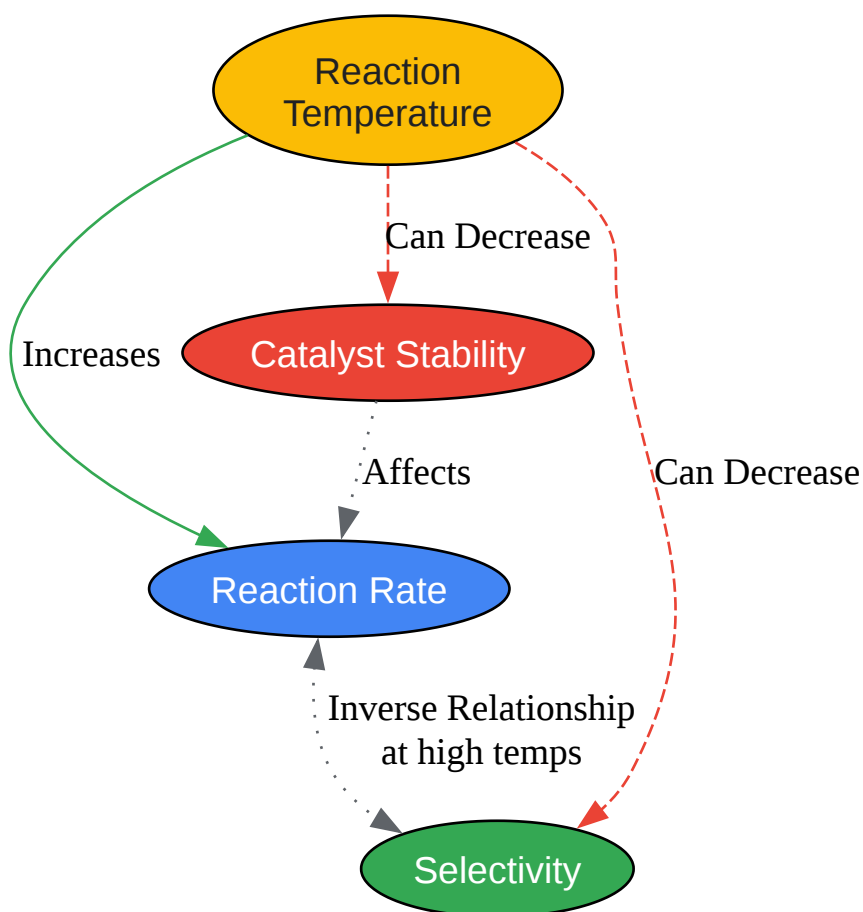 Reaction
Temperature
Can Decrease
Increases
Catalyst Stability
Affects
Can Decrease
Reaction Rate
Inverse Relationship
at high temps
Selectivity